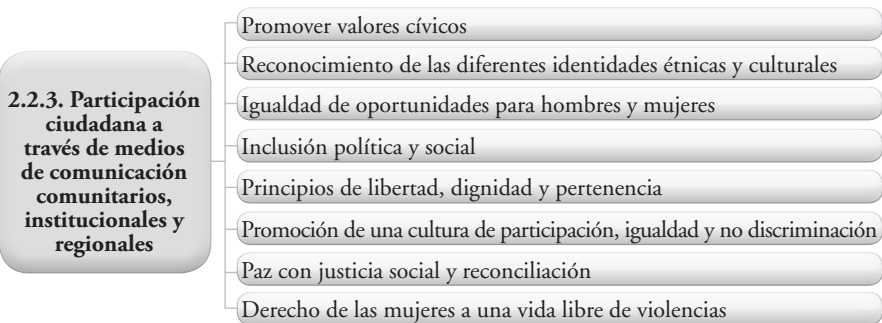 2.2.3. Participación
ciudadana a
través de medios
de comunicación
comunitarios,
institucionales y
regionales
Promover valores cívicos
Reconocimiento de las diferentes identidades étnicas y culturales
Igualdad de oportunidades para hombres y mujeres
Inclusión política y social
Principios de libertad, dignidad y pertenencia
Promoción de una cultura de participación, igualdad y no discriminación
Paz con justicia social y reconciliación
Derecho de las mujeres a una vida libre de violencias